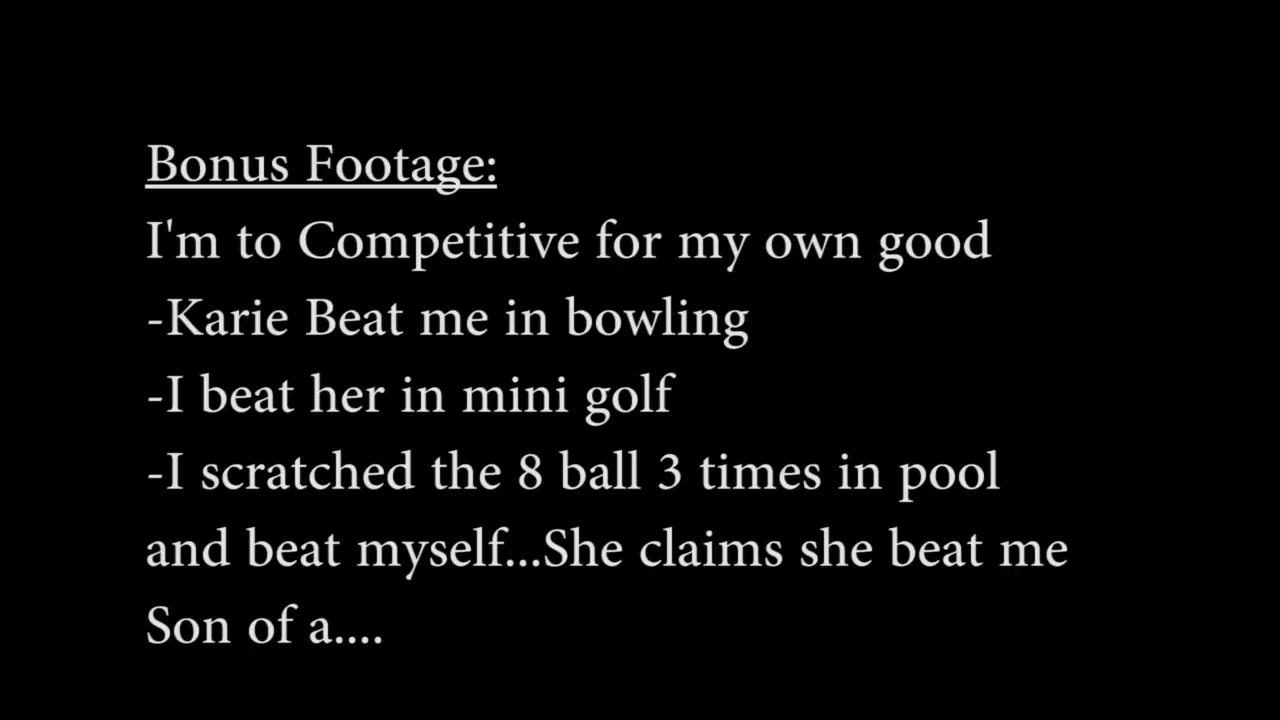 Bonus Footage:
I'm to Competitive for my own good
-Karie Beat me in bowling
-I beat her in mini golf
-I scratched the 8 ball 3 times in pool
and beat myself...She claims she beat me
Son of a....